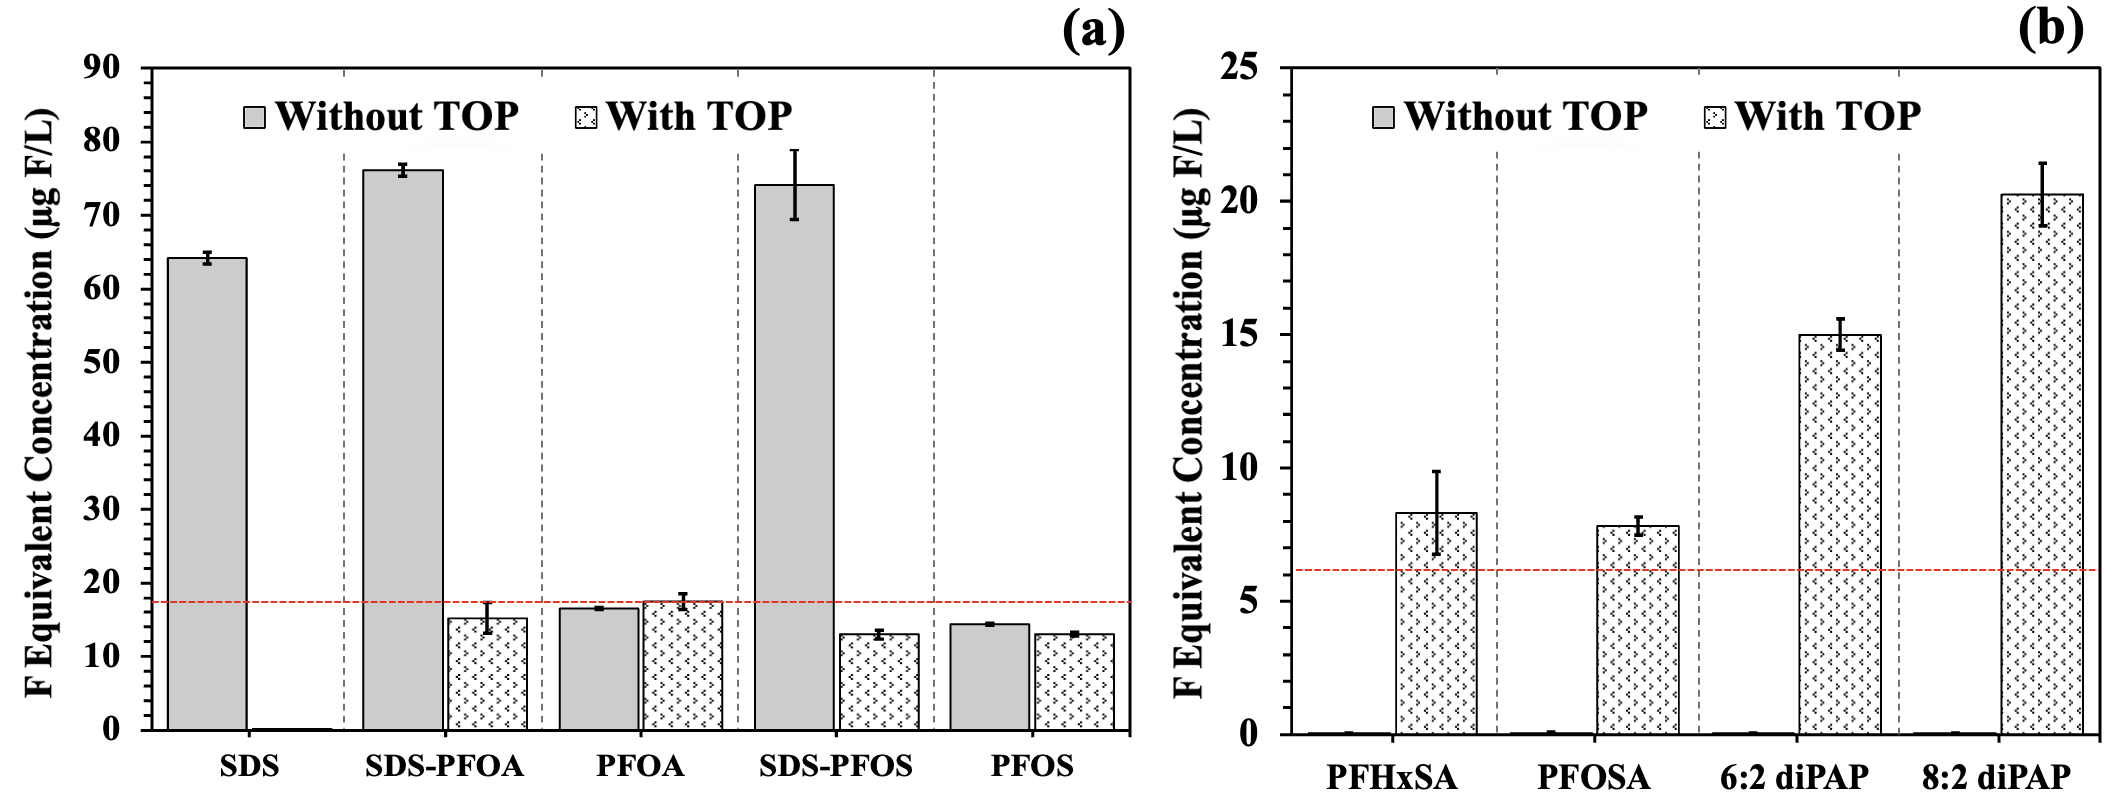 (a)
F Equivalent Concentration (µg F/L)
90
80
70
60
50
40
30
20
10
0
Without TOP
With TOP
SDS
SDS-PFOA
PFOA
SDS-PFOS
PFOS
(b)
F Equivalent Concentration (µg F/L)
25
20
15
10
5
0
Without TOP
With TOP
PFHxSA
PFOSA
6:2 diPAP
8:2 diPAP